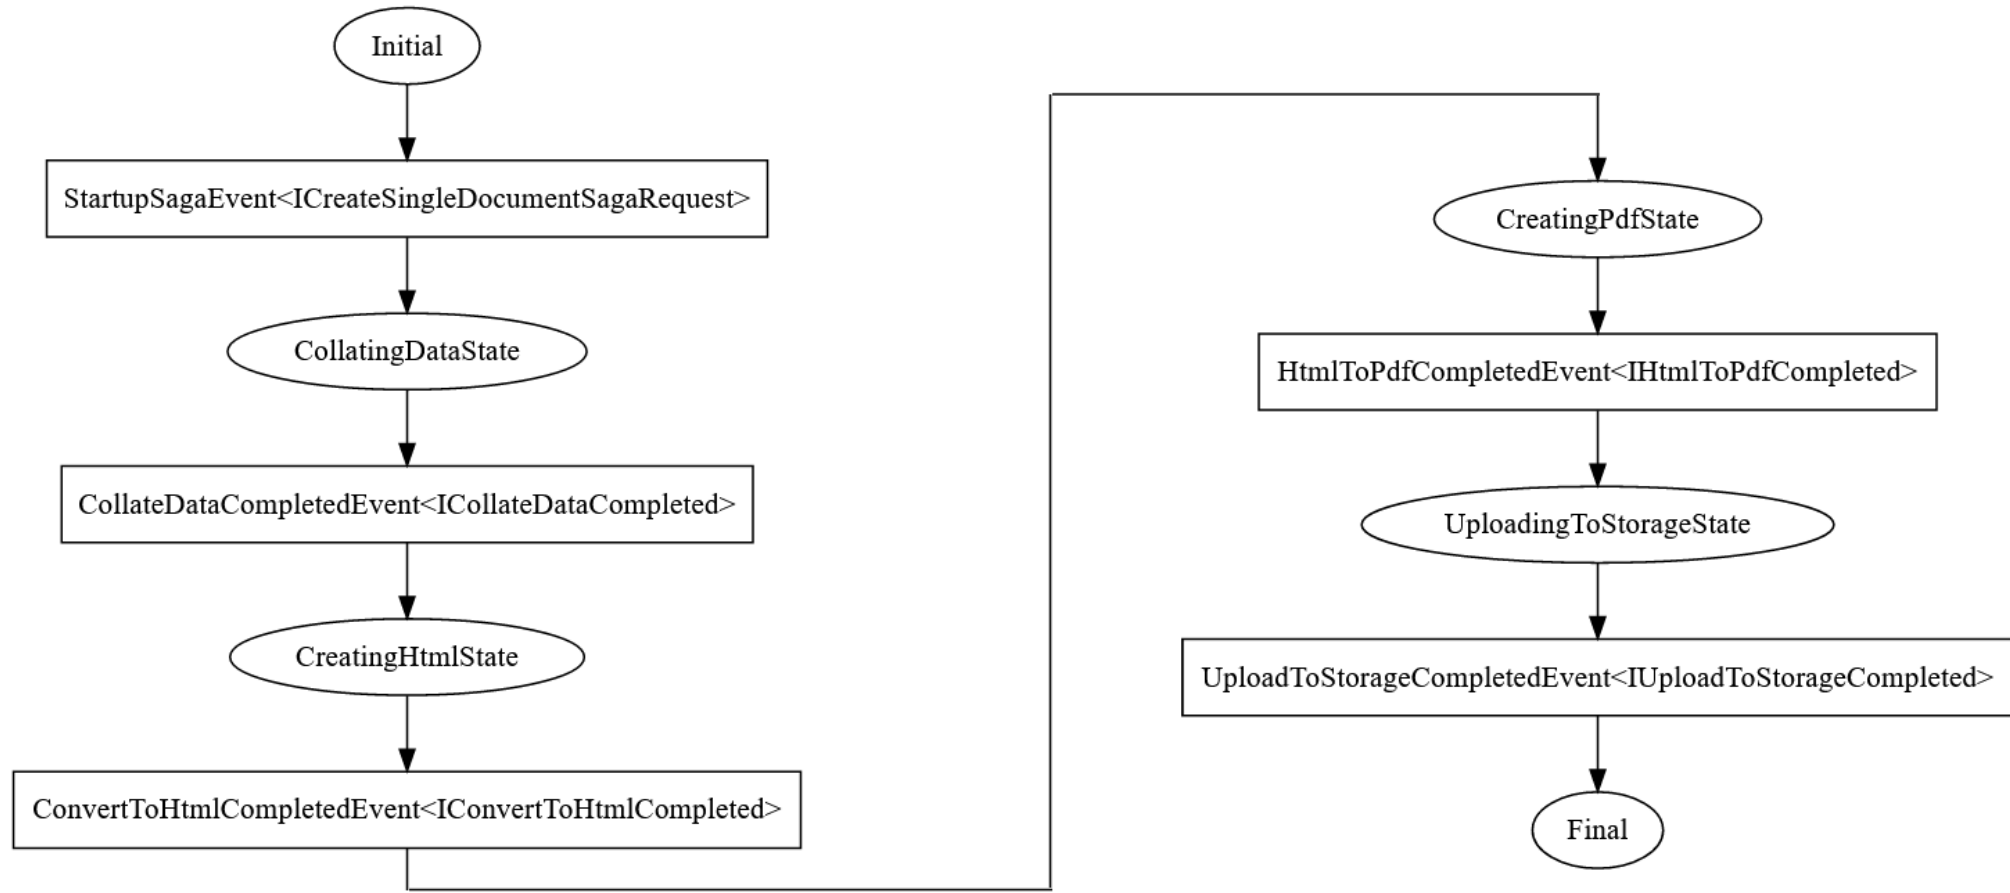 Initial
StartupSagaEvent<ICreateSingleDocumentSagaRequest>
CollatingDataState
CollateDataCompletedEvent<ICollateDataCompleted>
CreatingHtmlState
ConvertToHtmlCompletedEvent<IConvertToHtmlCompleted>
CreatingPdfState
HtmlToPdfCompletedEvent<IHtmlToPdfCompleted>
UploadingToStorageState
UploadToStorageCompletedEvent<IUploadToStorageCompleted>
Final